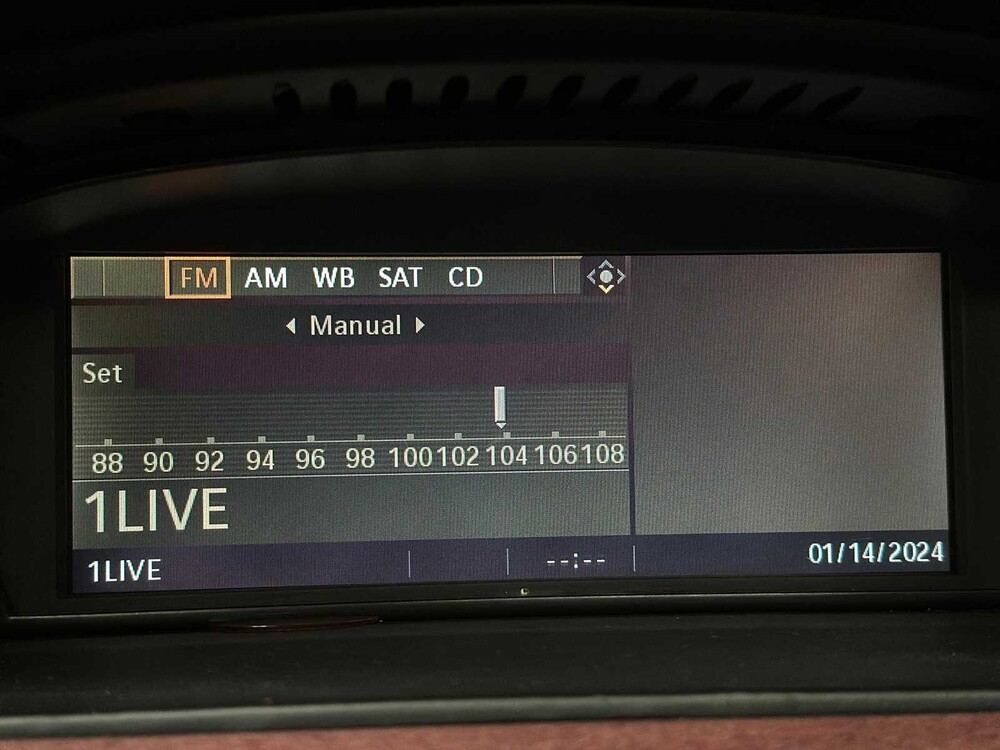 FM AM WB SAT CD
Manual
Set
88 90 92 94 96 98 100 102 104 106 108
1LIVE
1LIVE --:-- 01/14/2024